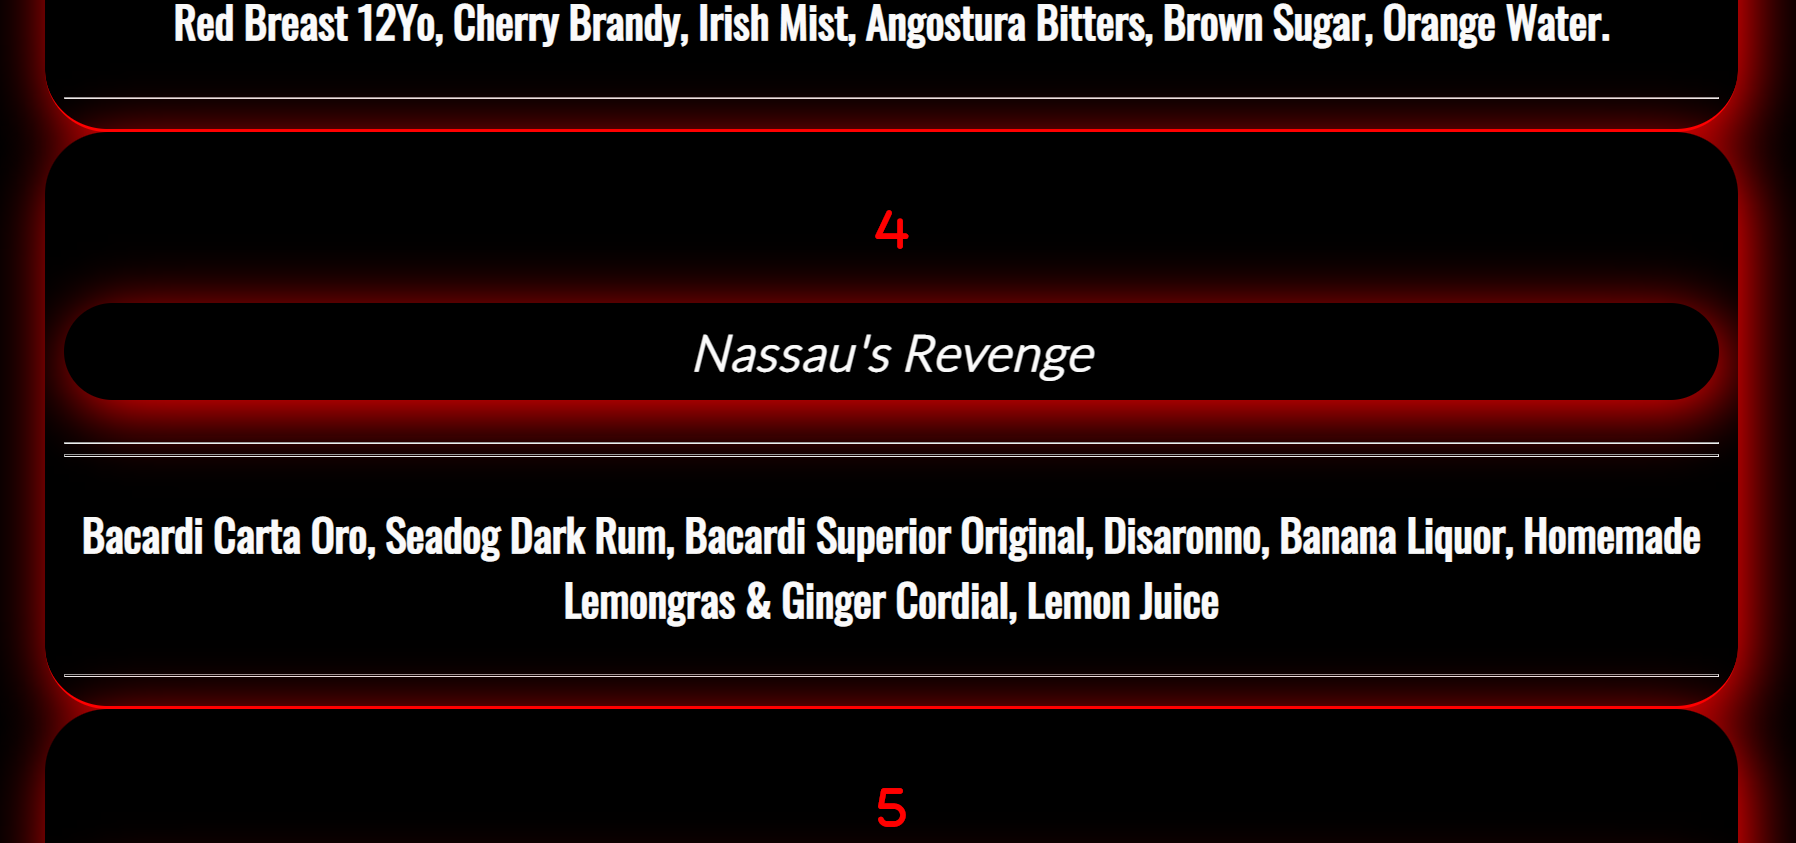 Red Breast 12Yo, Cherry Brandy, Irish Mist, Angostura Bitters, Brown Sugar, Orange Water.
4
Nassau's Revenge
Bacardi Carta Oro, Seadog Dark Rum, Bacardi Superior Original, Disaronno, Banana Liquor, Homemade
Lemongras & Ginger Cordial, Lemon Juice
5